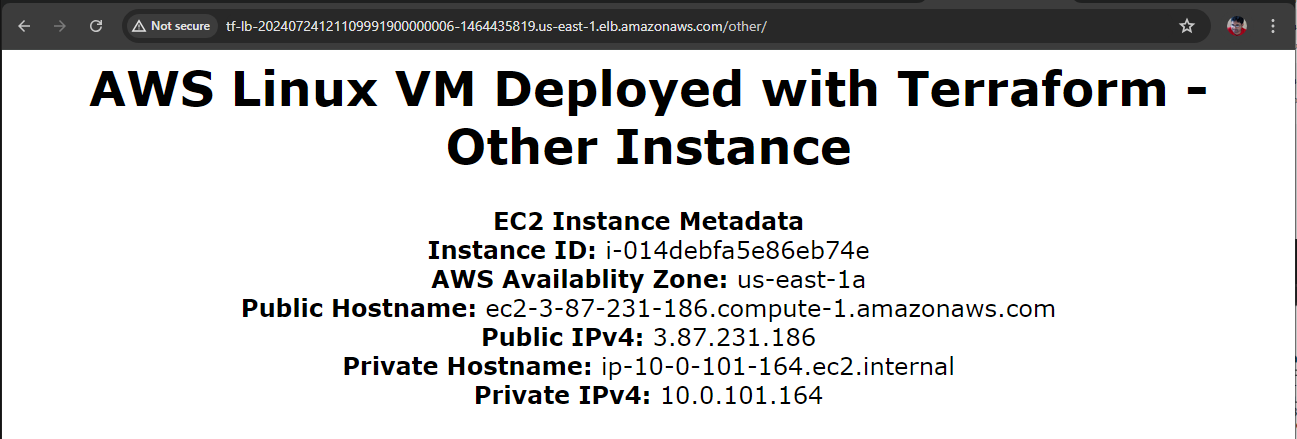 Not secure tf-lb-20240724121109991900000006-1464435819.us-east-1.elb.amazonaws.com/other/
AWS Linux VM Deployed with Terraform -
Other Instance
EC2 Instance Metadata
Instance ID: i-014debfa5e86eb74e
AWS Availablity Zone: us-east-1a
Public Hostname: ec2-3-87-231-186.compute-1.amazonaws.com
Public IPv4: 3.87.231.186
Private Hostname: ip-10-0-101-164.ec2.internal
Private IPv4: 10.0.101.164